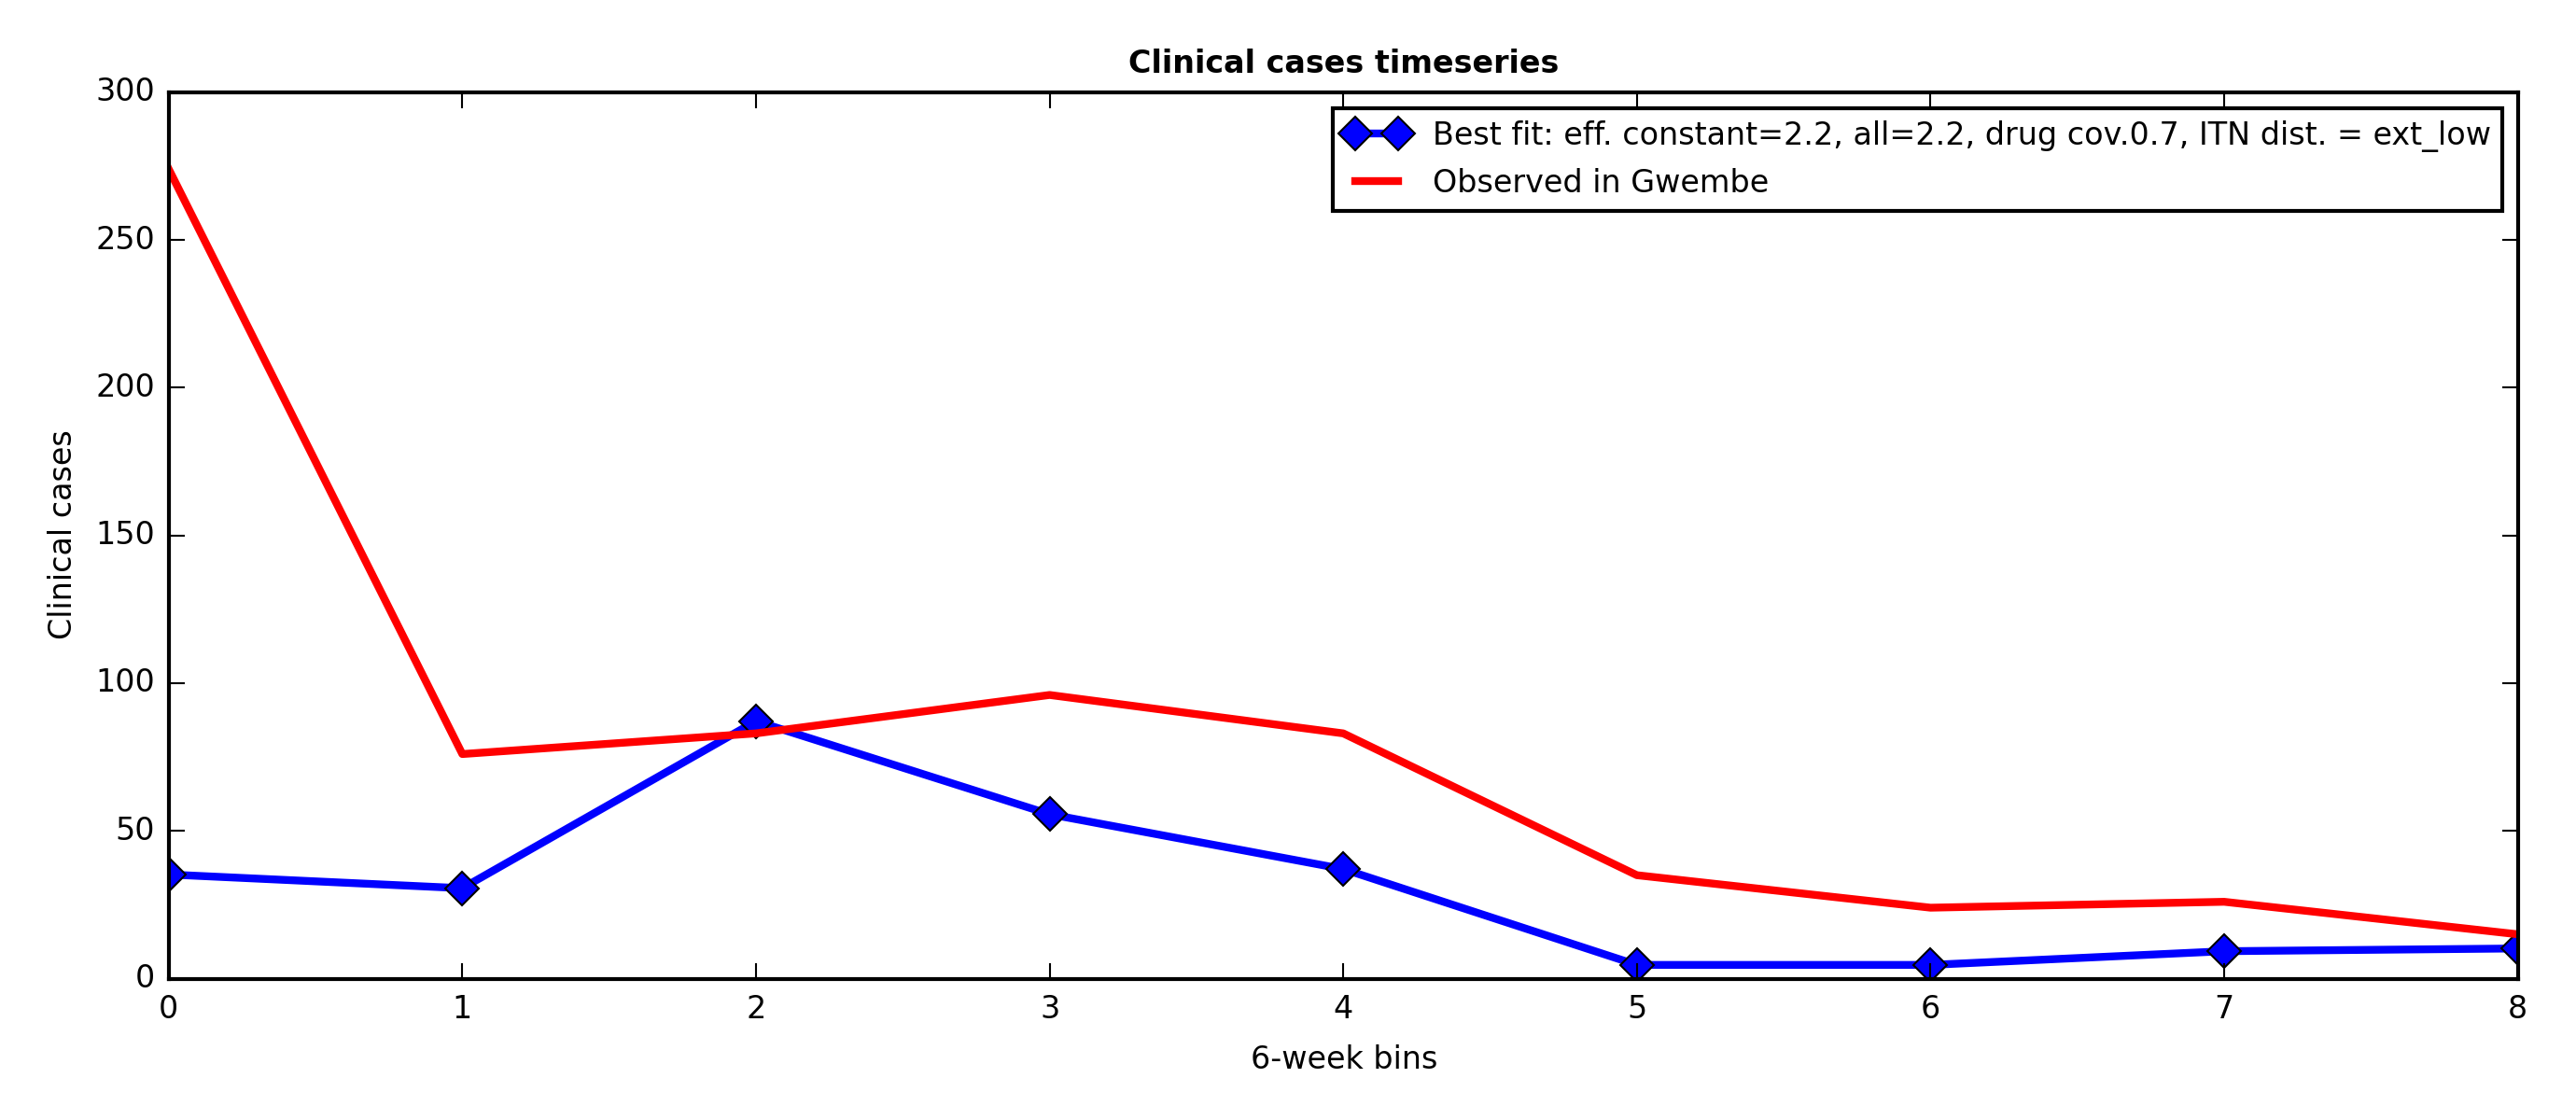 Clinical cases timeseries
300
250
200
150
100
50
0
Clinical cases
Best fit: eff. constant=2.2, all=2.2, drug cov.0.7, ITN dist. = ext_low
Observed in Gwembe
0 1 2 3 4 5 6 7 8
6-week bins